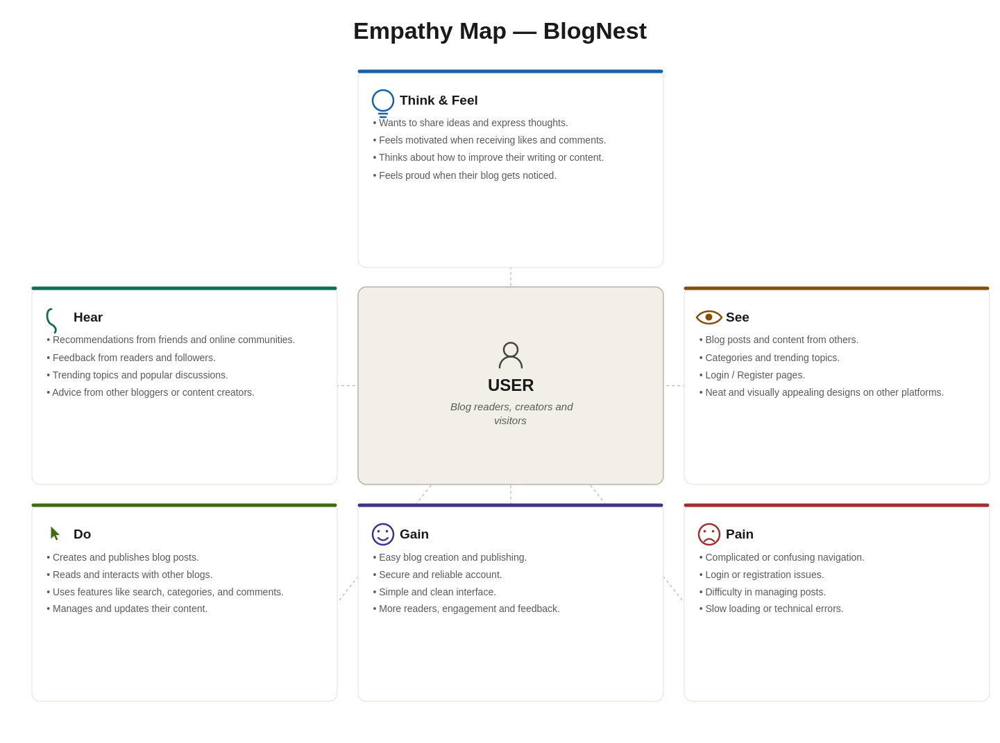 Empathy Map — BlogNest
Think & Feel
• Wants to share ideas and express thoughts.
• Feels motivated when receiving likes and comments.
• Thinks about how to improve their writing or content.
• Feels proud when their blog gets noticed.
Hear
• Recommendations from friends and online communities.
• Feedback from readers and followers.
• Trending topics and popular discussions.
• Advice from other bloggers or content creators.
USER
Blog readers, creators and
visitors
See
• Blog posts and content from others.
• Categories and trending topics.
• Login / Register pages.
• Neat and visually appealing designs on other platforms.
Do
• Creates and publishes blog posts.
• Reads and interacts with other blogs.
• Uses features like search, categories, and comments.
• Manages and updates their content.
Gain
• Easy blog creation and publishing.
• Secure and reliable account.
• Simple and clean interface.
• More readers, engagement and feedback.
Pain
• Complicated or confusing navigation.
• Login or registration issues.
• Difficulty in managing posts.
• Slow loading or technical errors.